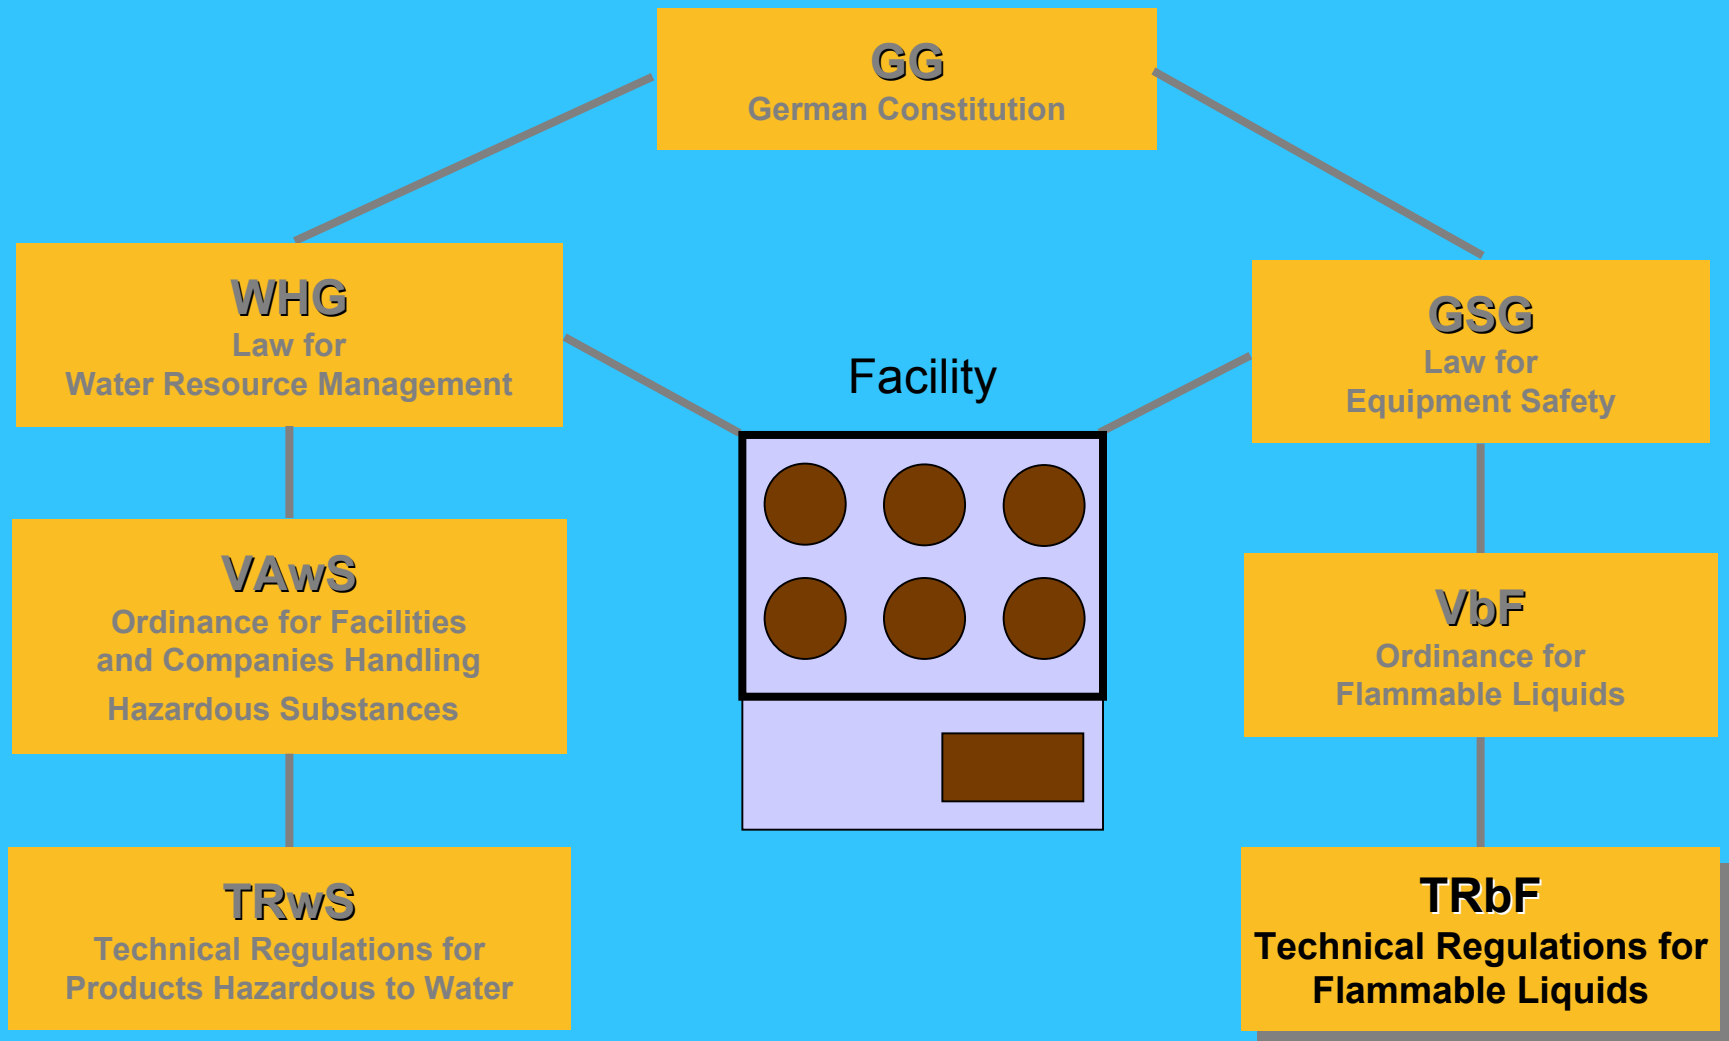 GG
German Constitution
WHG
Law for
Water Resource Management
GSG
Law for
Equipment Safety
Facility
VAwS
Ordinance for Facilities
and Companies Handling
Hazardous Substances
VbF
Ordinance for
Flammable Liquids
TRwS
Technical Regulations for
Products Hazardous to Water
TRbF
Technical Regulations for
Flammable Liquids